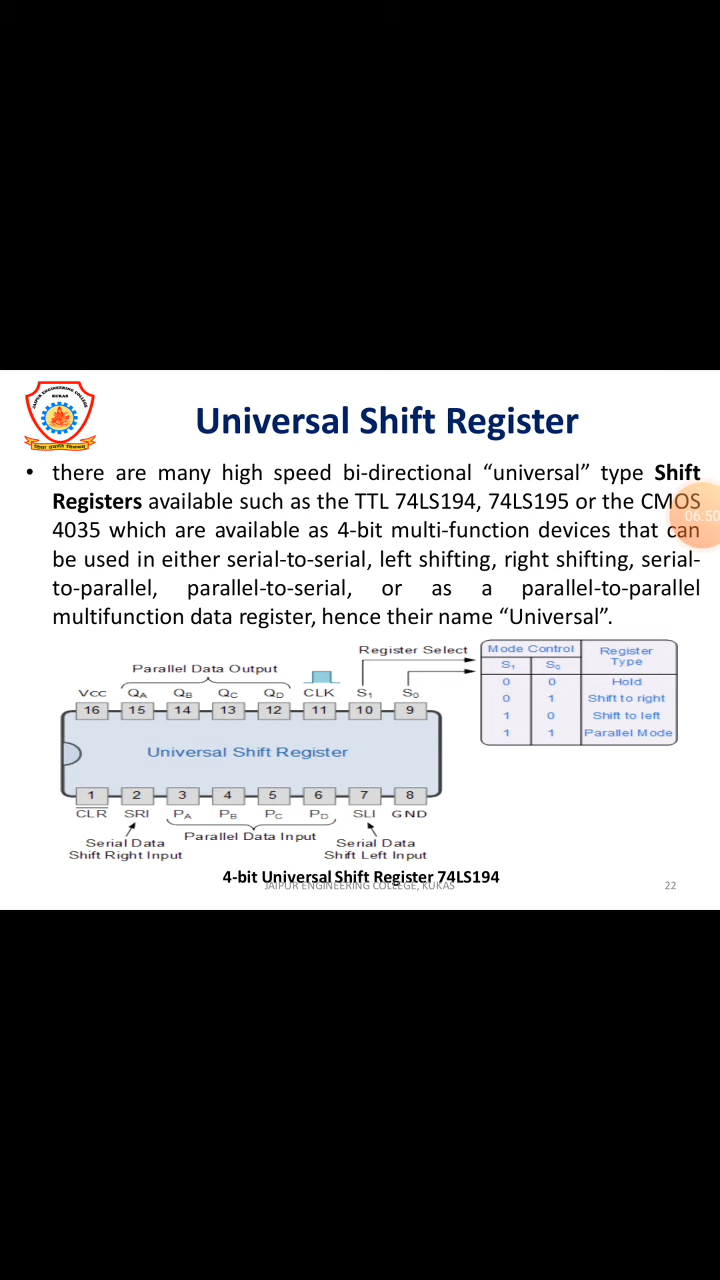 JAIPUR ENGINEERING COLLEGE
KUKAS
Universal Shift Register
• there are many high speed bi-directional “universal” type Shift
Registers available such as the TTL 74LS194, 74LS195 or the CMOS
06:50
4035 which are available as 4-bit multi-function devices that can
be used in either serial-to-serial, left shifting, right shifting, serial-
to-parallel, parallel-to-serial, or as a parallel-to-parallel
multifunction data register, hence their name “Universal”.
Register Select
Mode Control Register Type
S1 S0
0 0 Hold
0 1 Shift to right
1 0 Shift to left
1 1 Parallel Mode
Parallel Data Output
Vcc QA QB QC QD CLK S1 S0
16 15 14 13 12 11 10 9
Universal Shift Register
1 2 3 4 5 6 7 8
CLR SRI PA PB PC PD SLI GND
Parallel Data Input
Serial Data
Shift Right Input
Serial Data
Shift Left Input
4-bit Universal Shift Register 74LS194
JAIPUR ENGINEERING COLLEGE, KUKAS
22